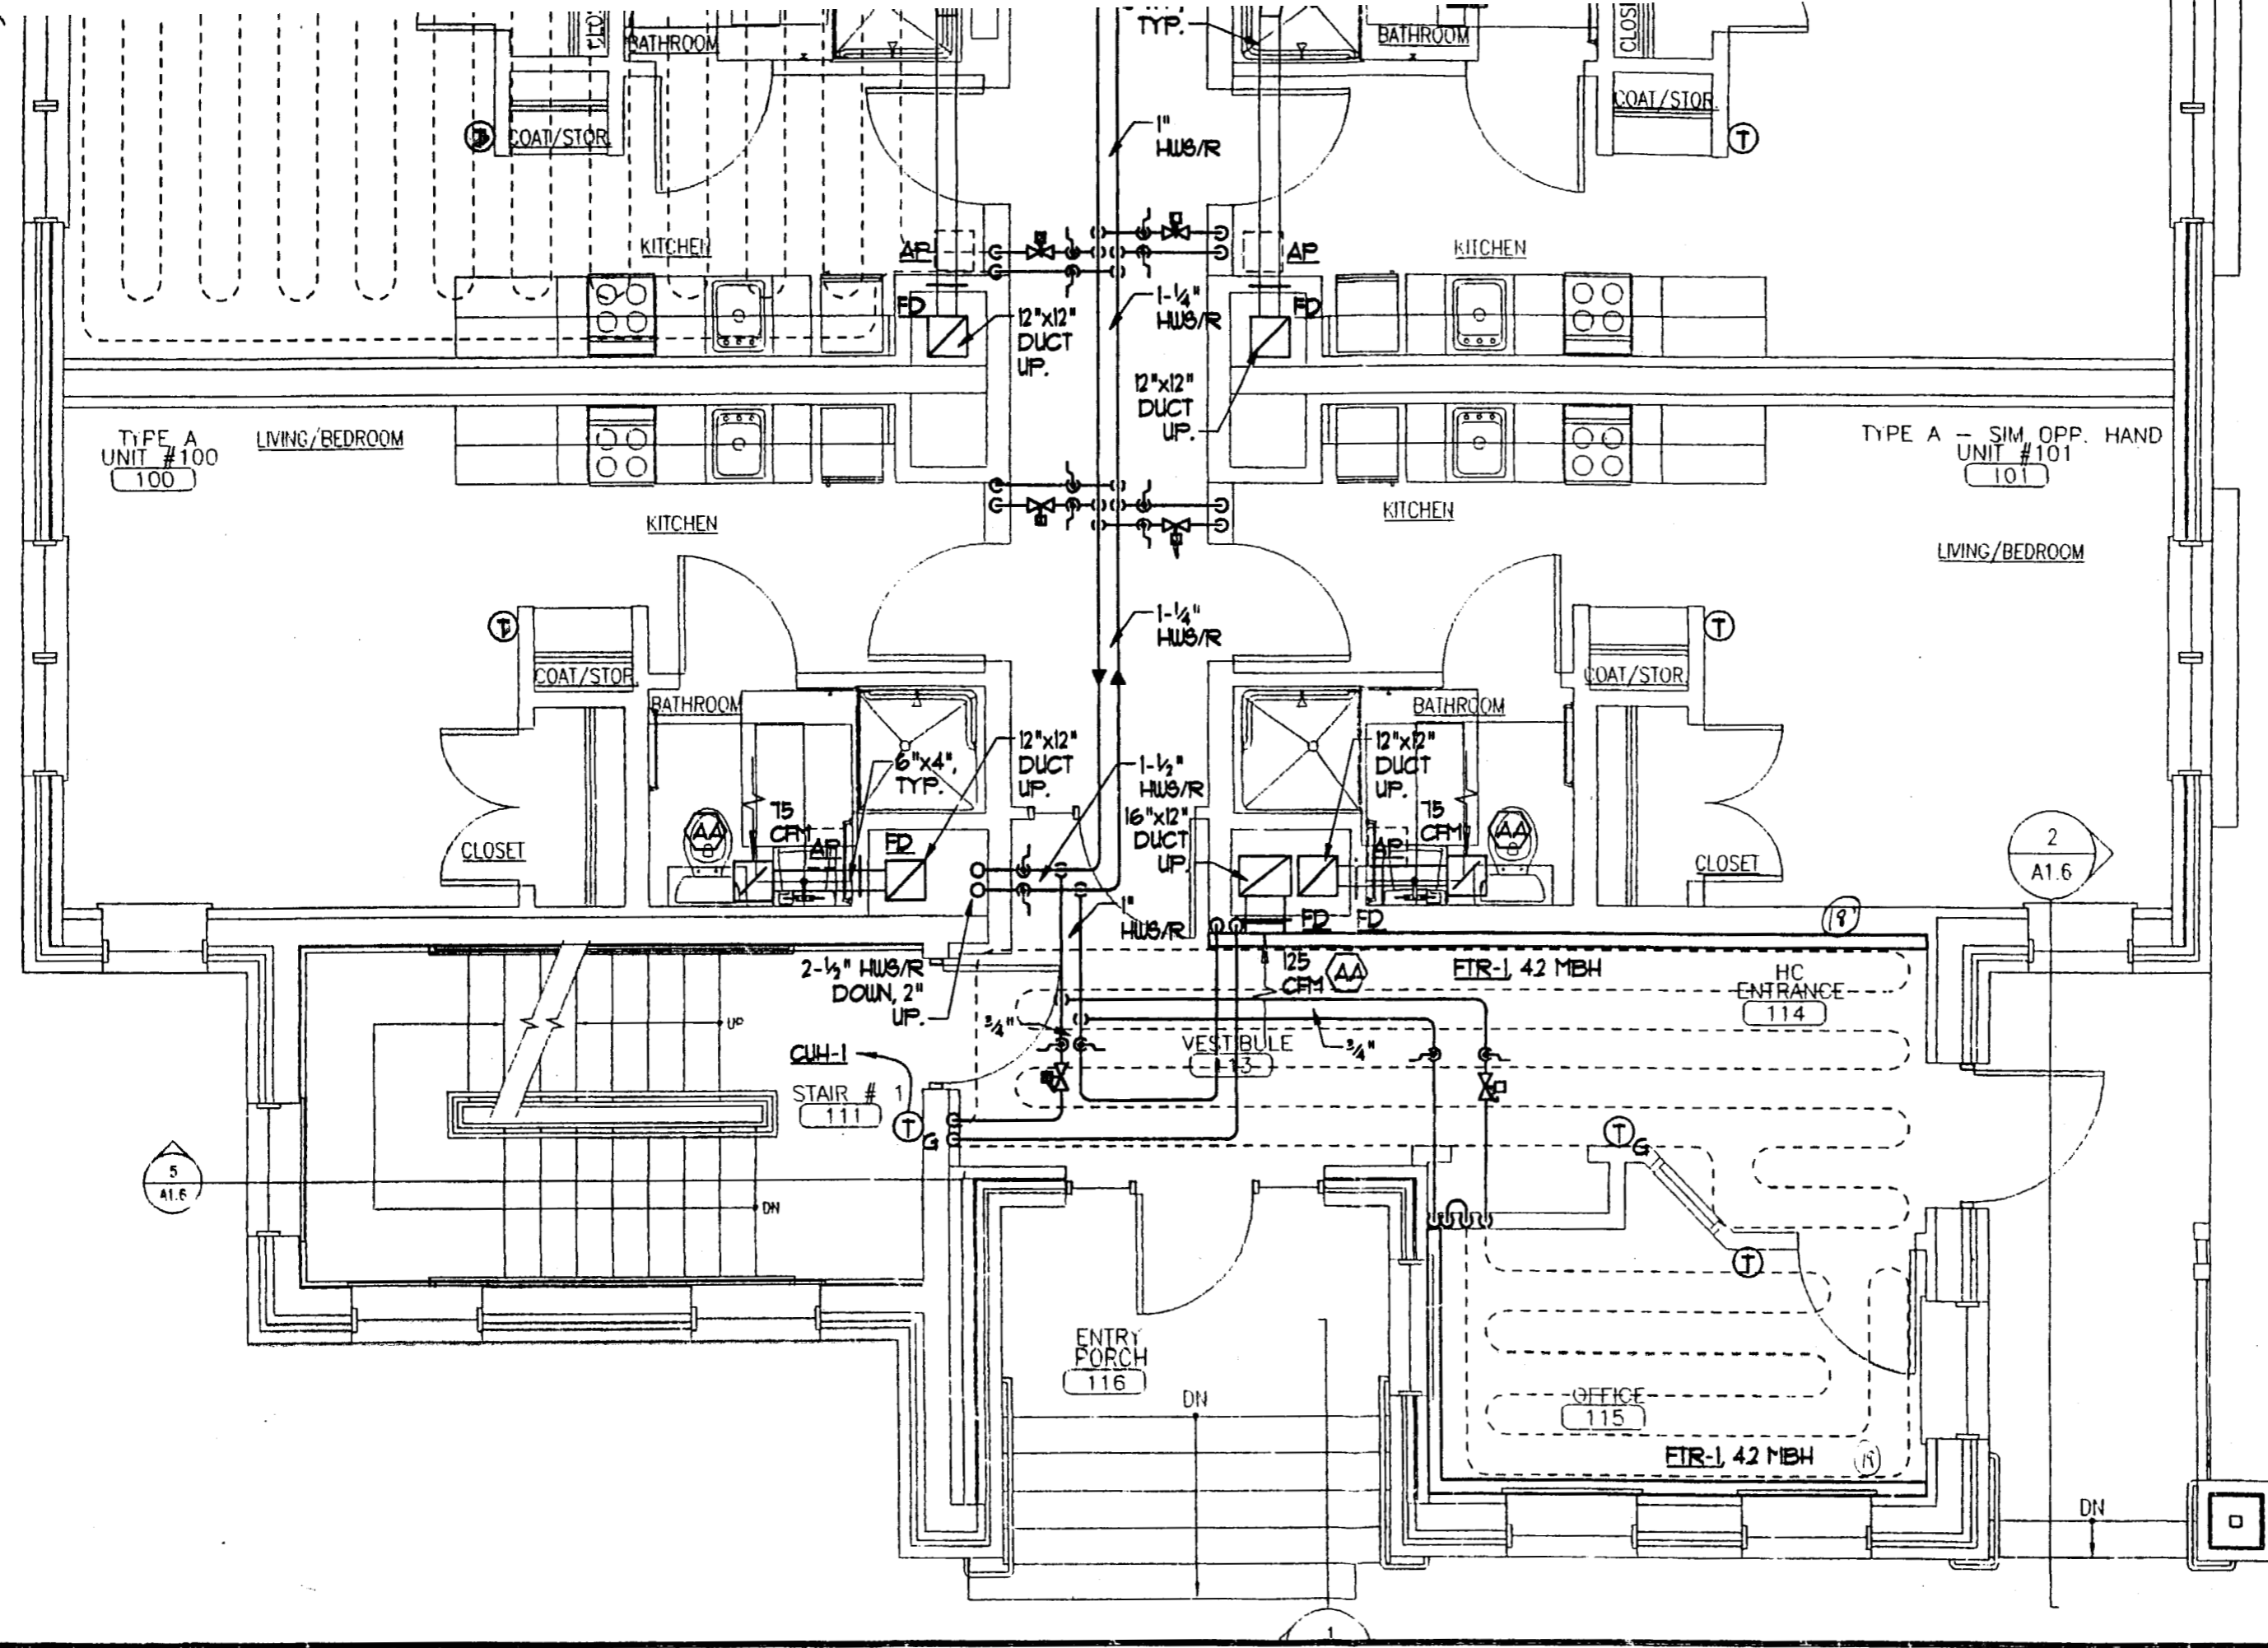 TYP.
BATHROOM
BATHROOM
COAT/STOR.
COAT/STOR.
T
1"
HWS/R
KITCHEN
AP
AP
KITCHEN
FD
12"x12"
DUCT
UP.
1-1/4"
HWS/R
FD
12"x12"
DUCT
UP.
TYPE A
UNIT #100
100
LIVING/BEDROOM
TYPE A - SIM OPP. HAND
UNIT #101
101
KITCHEN
KITCHEN
LIVING/BEDROOM
T
COAT/STOR.
1-1/4"
HWS/R
T
COAT/STOR.
BATHROOM
BATHROOM
6"x4",
TYP.
12"x12"
DUCT
UP.
1-1/2"
HWS/R
16"x12"
DUCT
UP.
12"x12"
DUCT
UP.
75
CFM
75
CFM
AA
AA
AP
FD
AP
CLOSET
CLOSET
2
A1.6
1"
HWS/R
FD
FD
18'
2-1/2" HWS/R
DOWN, 2"
UP.
125
CFM
AA
FTR-1, 4.2 MBH
HC
ENTRANCE
114
UP
3/4"
3/4"
VESTIBULE
113
CUH-1
STAIR # 1
111
T
G
T
G
5
A1.6
DN
T
ENTRY
PORCH
116
DN
OFFICE
115
FTR-1, 4.2 MBH
DN
1